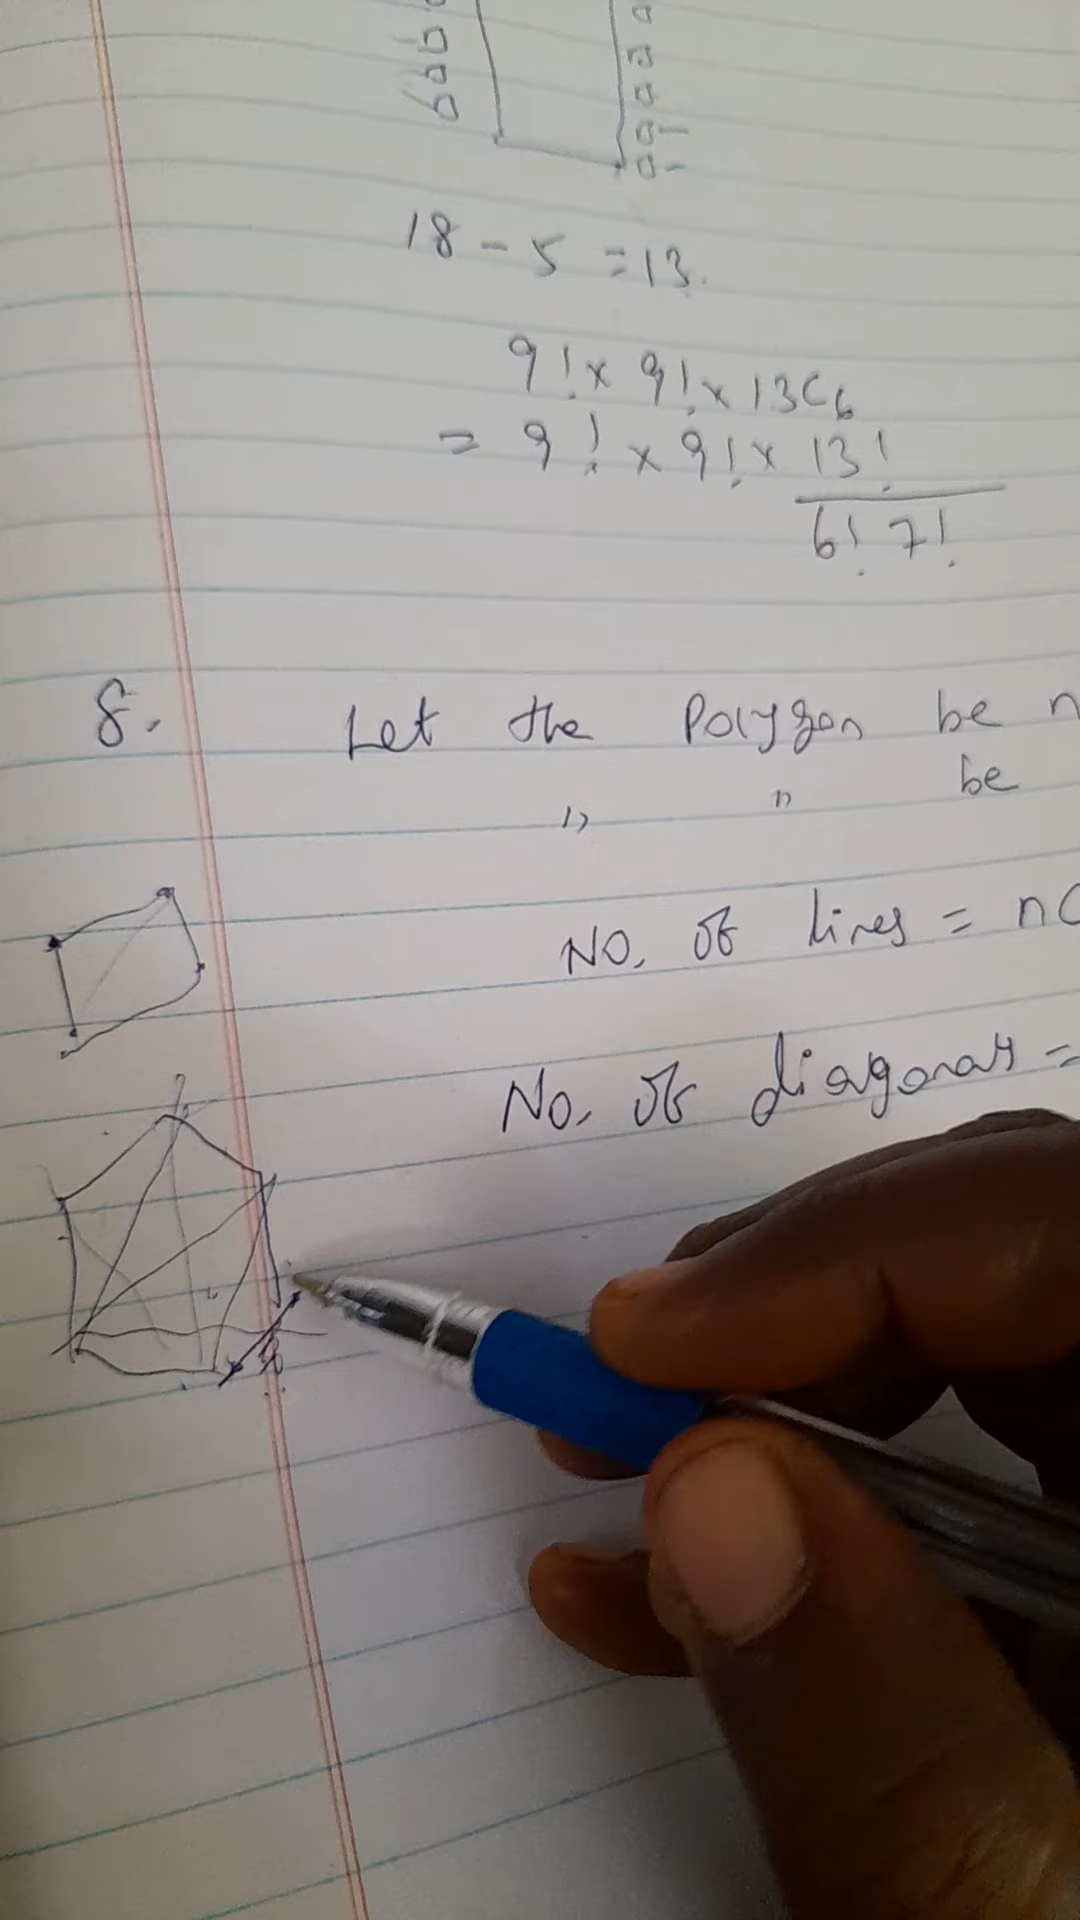 18 - 5 = 13.
9! x 9! x 13C6
= 9! x 9! x 13!
6! 7!
8. Let the Polygon be n
" " be
No. of lines = nC
No. of diagonals =